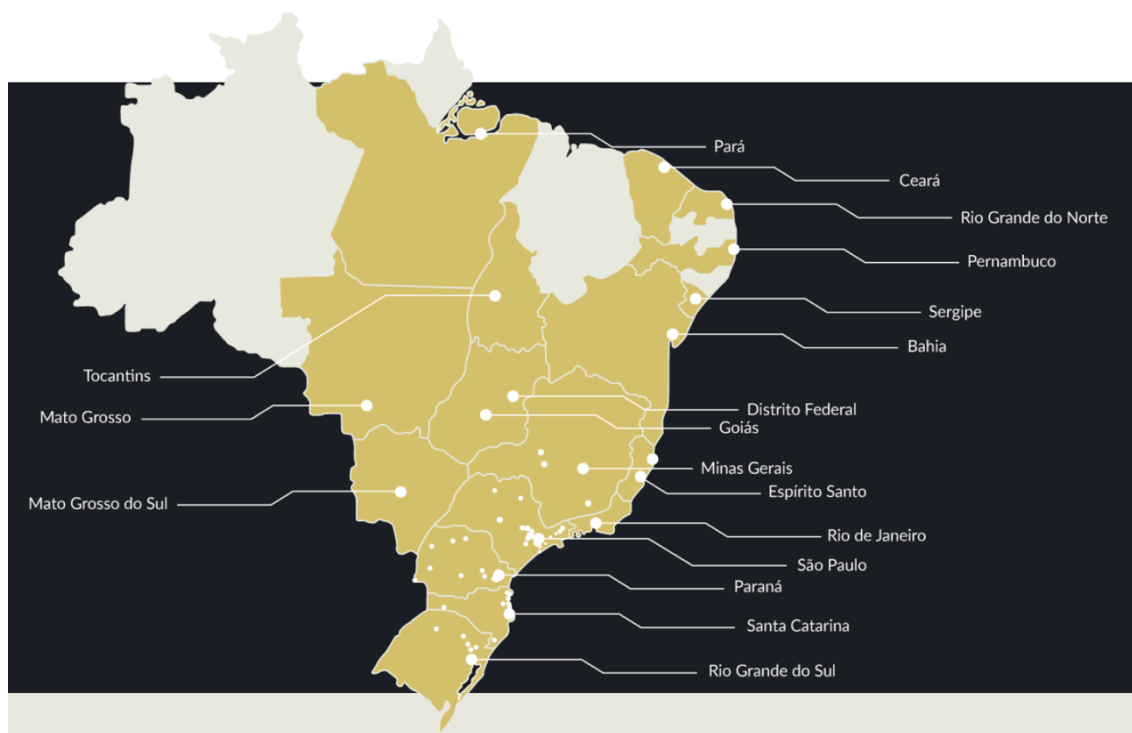 Pará
Ceará
Rio Grande do Norte
Pernambuco
Sergipe
Bahia
Tocantins
Mato Grosso
Distrito Federal
Goiás
Minas Gerais
Espírito Santo
Mato Grosso do Sul
Rio de Janeiro
São Paulo
Paraná
Santa Catarina
Rio Grande do Sul